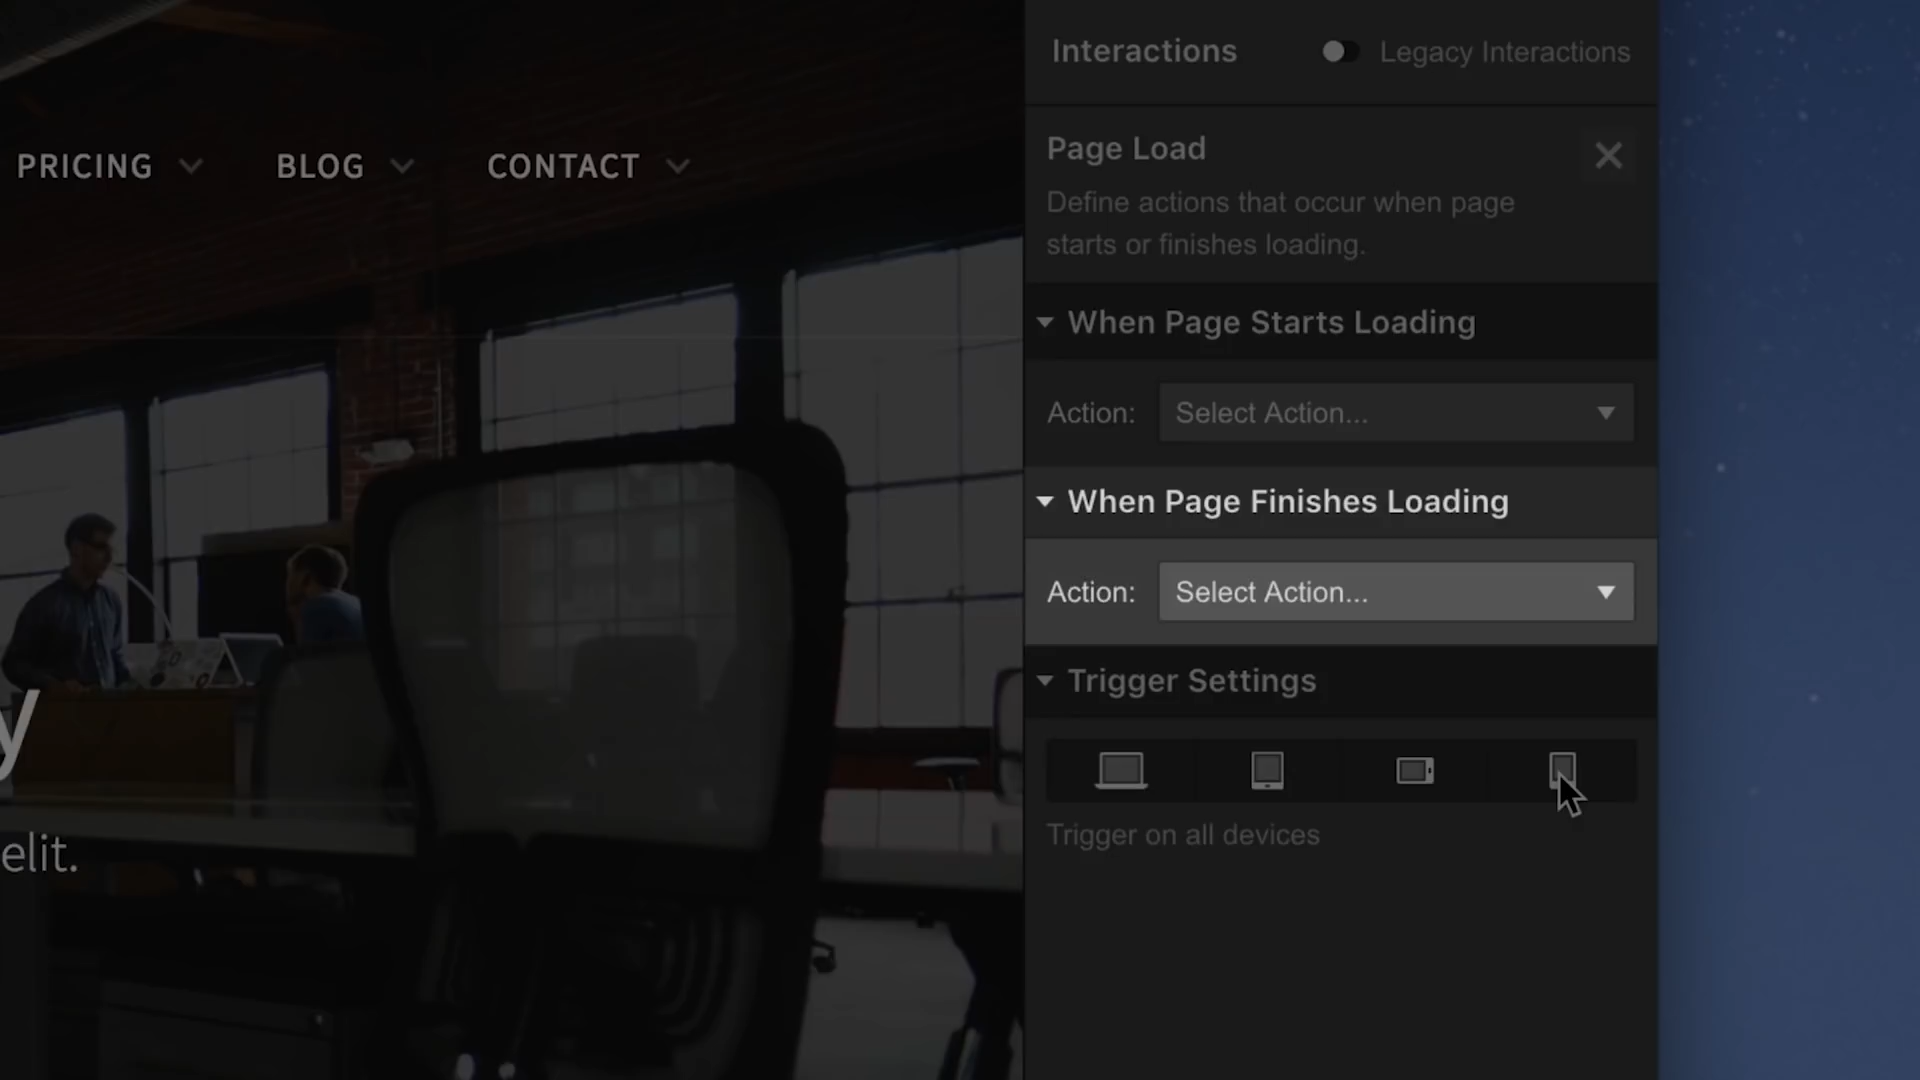 Interactions
Legacy Interactions
PRICING
BLOG
CONTACT
Page Load
Define actions that occur when page
starts or finishes loading.
When Page Starts Loading
Action: Select Action...
When Page Finishes Loading
Action: Select Action...
Trigger Settings
y
elit.
Trigger on all devices